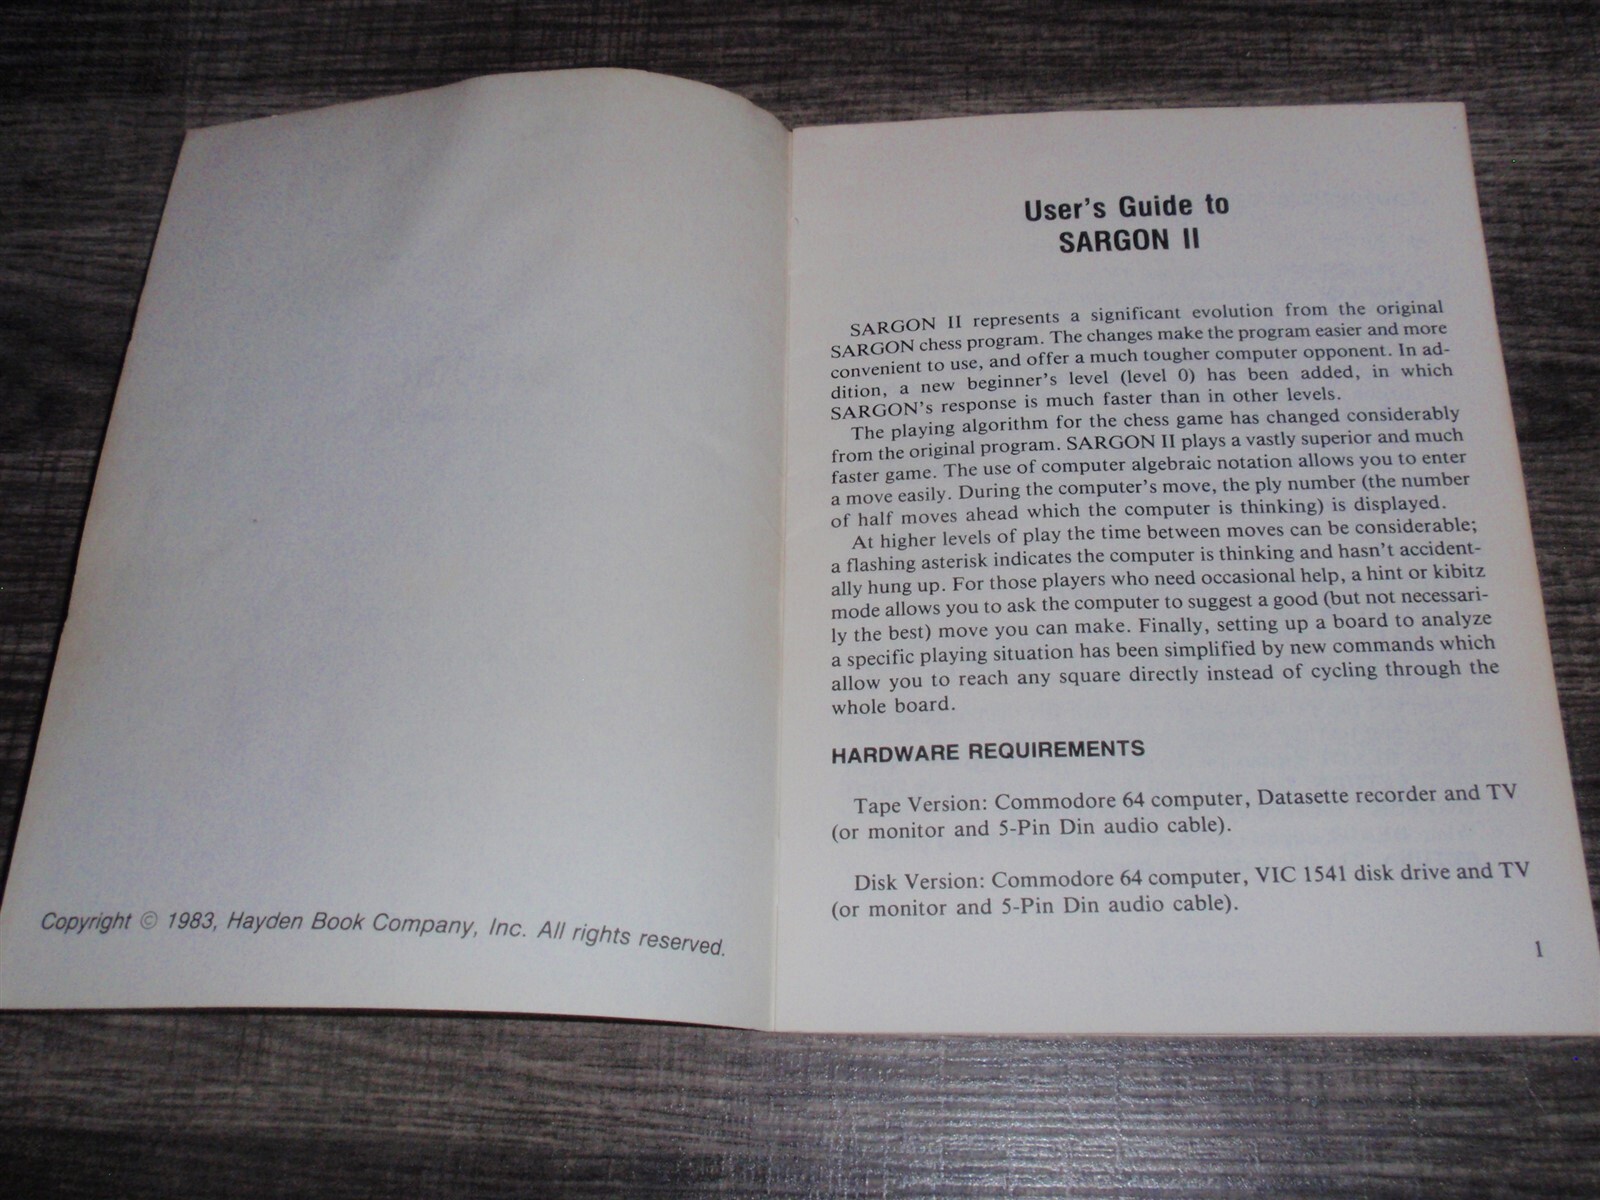 Copyright © 1983, Hayden Book Company, Inc. All rights reserved.
User's Guide to
SARGON II
SARGON II represents a significant evolution from the original
SARGON chess program. The changes make the program easier and more
convenient to use, and offer a much tougher computer opponent. In ad-
dition, a new beginner's level (level 0) has been added, in which
SARGON's response is much faster than in other levels.
The playing algorithm for the chess game has changed considerably
from the original program. SARGON II plays a vastly superior and much
faster game. The use of computer algebraic notation allows you to enter
a move easily. During the computer's move, the ply number (the number
of half moves ahead which the computer is thinking) is displayed.
At higher levels of play the time between moves can be considerable;
a flashing asterisk indicates the computer is thinking and hasn't accident-
ally hung up. For those players who need occasional help, a hint or kibitz
mode allows you to ask the computer to suggest a good (but not necessari-
ly the best) move you can make. Finally, setting up a board to analyze
a specific playing situation has been simplified by new commands which
allow you to reach any square directly instead of cycling through the
whole board.
HARDWARE REQUIREMENTS
Tape Version: Commodore 64 computer, Datasette recorder and TV
(or monitor and 5-Pin Din audio cable).
Disk Version: Commodore 64 computer, VIC 1541 disk drive and TV
(or monitor and 5-Pin Din audio cable).
1